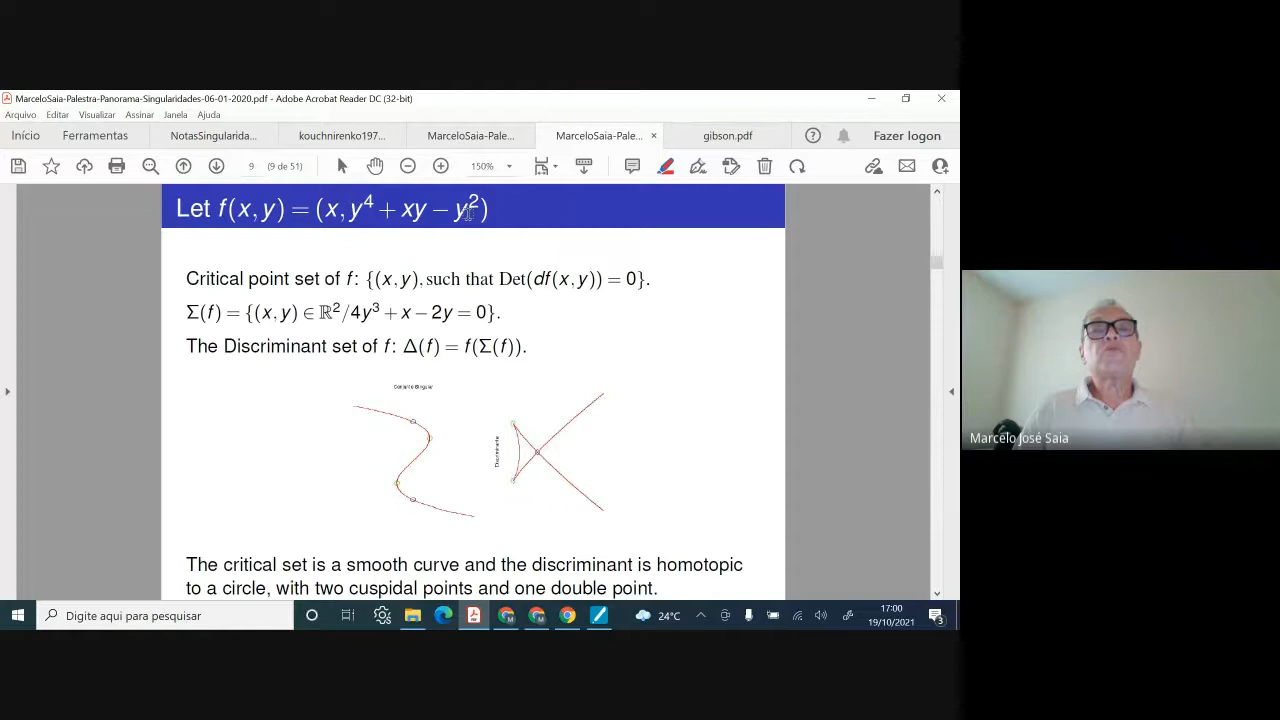 MarceloSaia-Palestra-Panorama-Singularidades-06-01-2020.pdf - Adobe Acrobat Reader DC (32-bit)
Arquivo Editar Visualizar Assinar Janela Ajuda
Início Ferramentas NotasSingularida... kouchnirenko197... MarceloSaia-Pale... MarceloSaia-Pale... × gibson.pdf Fazer logon
9 (9 de 51) 150%
Let f(x, y) = (x, y⁴ + xy − y²)
Critical point set of f: {(x, y), such that Det(df(x, y)) = 0}.
Σ(f) = {(x, y) ∈ ℝ²/4y³ + x − 2y = 0}.
The Discriminant set of f: Δ(f) = f(Σ(f)).
Conjunto Singular
Discriminante
The critical set is a smooth curve and the discriminant is homotopic
to a circle, with two cuspidal points and one double point.
Marcelo José Saia
Digite aqui para pesquisar
24°C
17:00
19/10/2021
3